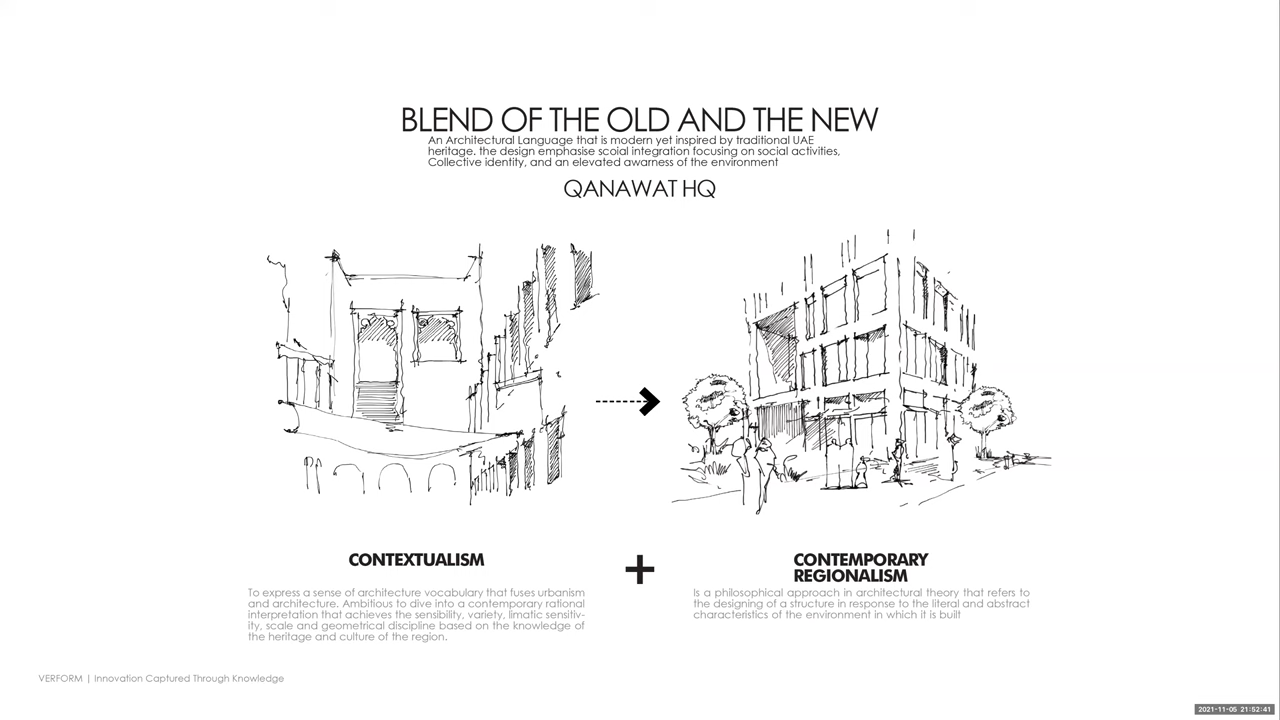 BLEND OF THE OLD AND THE NEW
An Architectural Language that is modern yet inspired by traditional UAE
heritage. the design emphasise scoial integration focusing on social activities,
Collective identity, and an elevated awarness of the environment
QANAWAT HQ
CONTEXTUALISM
To express a sense of architecture vocabulary that fuses urbanism
and architecture. Ambitious to dive into a contemporary rational
interpretation that achieves the sensibility, variety, limatic sensitiv-
ity, scale and geometrical discipline based on the knowledge of
the heritage and culture of the region.
+
CONTEMPORARY
REGIONALISM
Is a philosophical approach in architectural theory that refers to
the designing of a structure in response to the literal and abstract
characteristics of the environment in which it is built
VERFORM | Innovation Captured Through Knowledge
2021-11-05 21:52:41